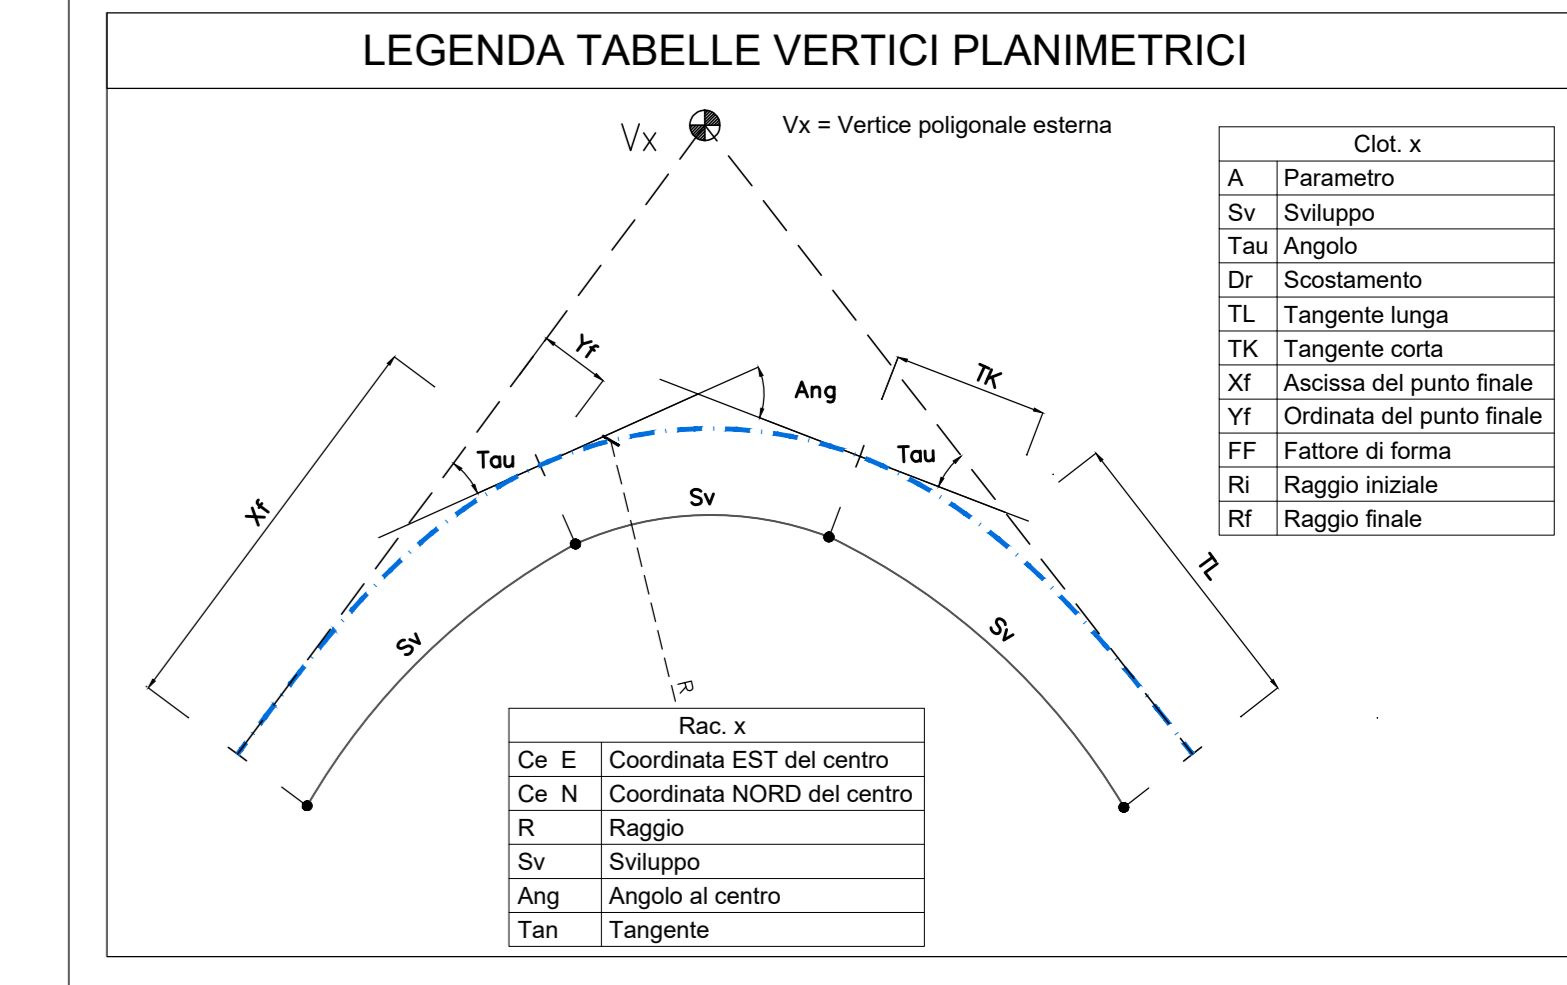 LEGENDA TABELLE VERTICI PLANIMETRICI
Vx
Vx = Vertice poligonale esterna
Clot. x
A Parametro
Sv Sviluppo
Tau Angolo
Dr Scostamento
TL Tangente lunga
TK Tangente corta
Xf Ascissa del punto finale
Yf Ordinata del punto finale
FF Fattore di forma
Ri Raggio iniziale
Rf Raggio finale
Yf
TK
Ang
Tau
Tau
Xf
Sv
TL
Sv
Sv
R
Rac. x
Ce E Coordinata EST del centro
Ce N Coordinata NORD del centro
R Raggio
Sv Sviluppo
Ang Angolo al centro
Tan Tangente